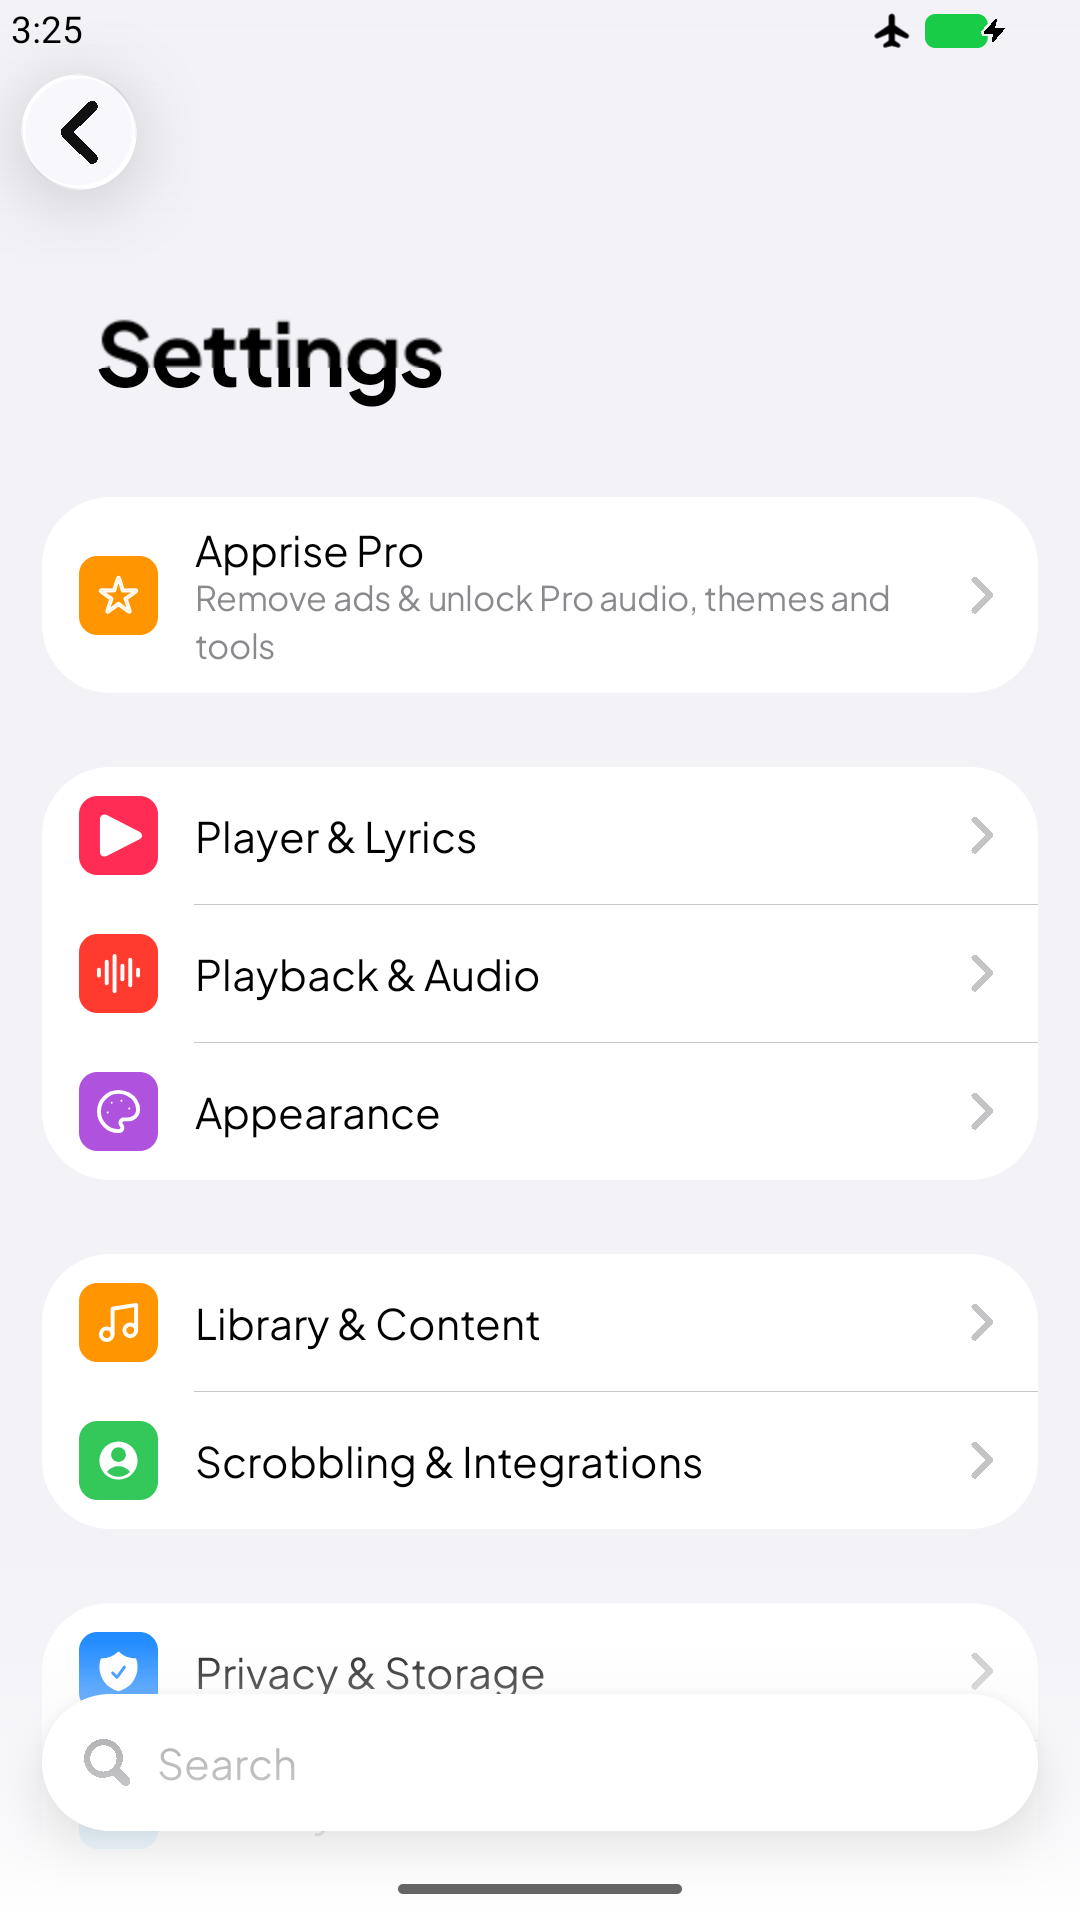 3:25
Settings
Apprise Pro
Remove ads & unlock Pro audio, themes and
tools
Player & Lyrics
Playback & Audio
Appearance
Library & Content
Scrobbling & Integrations
Privacy & Storage
Search